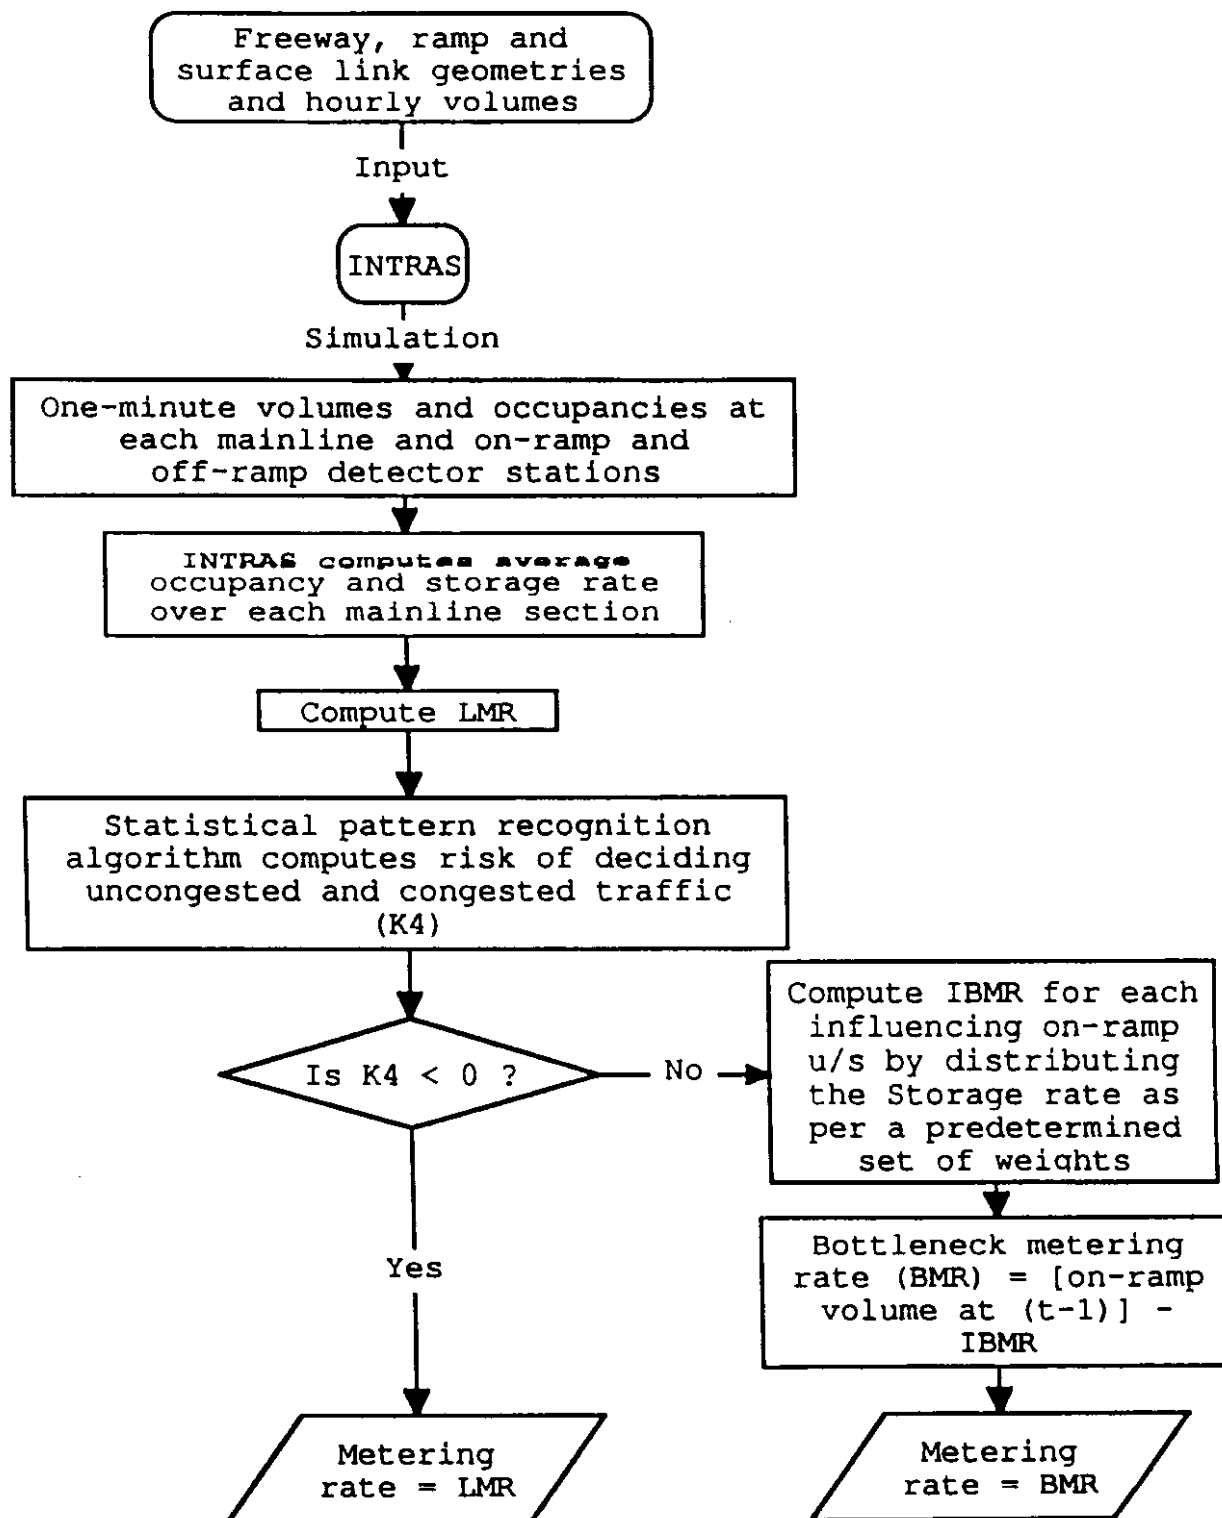 Freeway, ramp and
surface link geometries
and hourly volumes
Input
INTRAS
Simulation
One-minute volumes and occupancies at
each mainline and on-ramp and
off-ramp detector stations
INTRAS computes average
occupancy and storage rate
over each mainline section
Compute LMR
Statistical pattern recognition
algorithm computes risk of deciding
uncongested and congested traffic
(K4)
Is K4 < 0 ?
No
Compute IBMR for each
influencing on-ramp
u/s by distributing
the Storage rate as
per a predetermined
set of weights
Yes
Bottleneck metering
rate (BMR) = [on-ramp
volume at (t-1)] -
IBMR
Metering
rate = LMR
Metering
rate = BMR